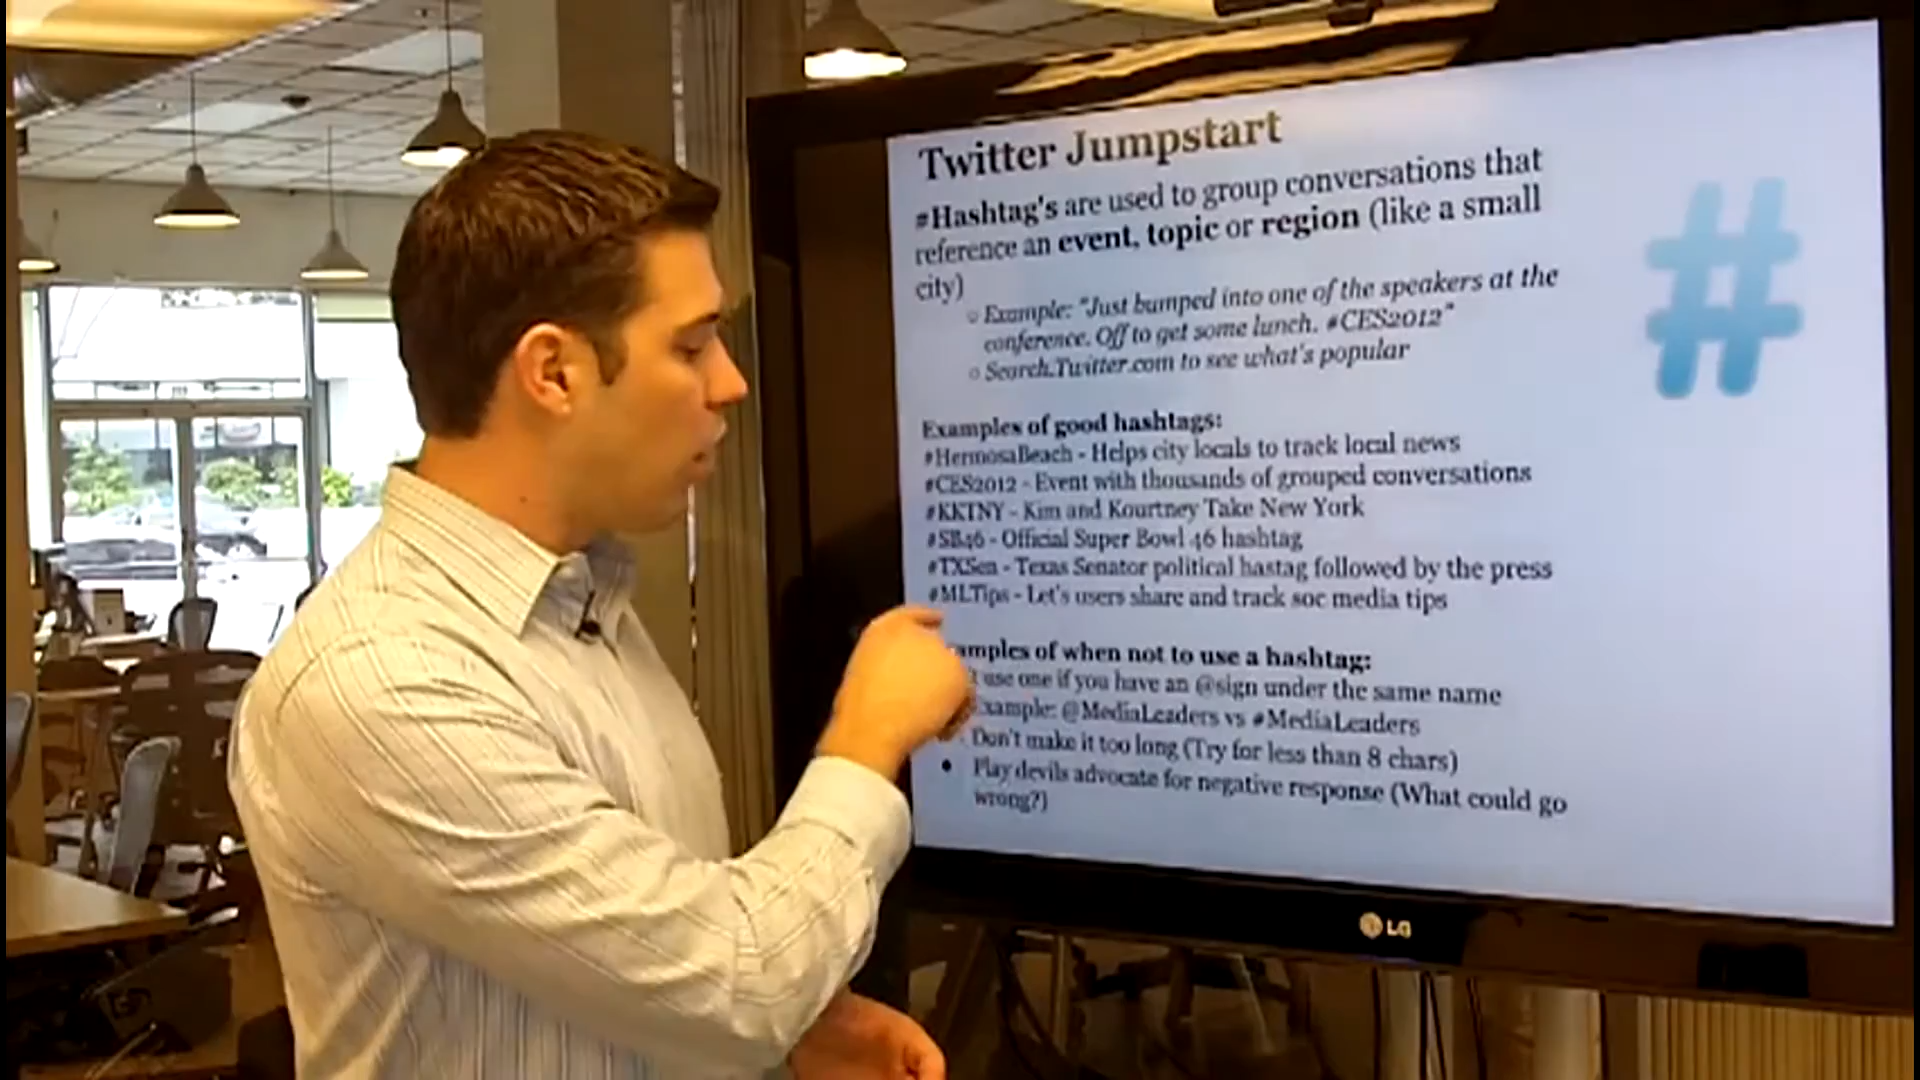 Twitter Jumpstart
#Hashtag's are used to group conversations that
reference an event, topic or region (like a small
city)
○ Example: "Just bumped into one of the speakers at the
conference. Off to get some lunch. #CES2012"
○ Search.Twitter.com to see what's popular
#
Examples of good hashtags:
#HermosaBeach - Helps city locals to track local news
#CES2012 - Event with thousands of grouped conversations
#KKTNY - Kim and Kourtney Take New York
#SB46 - Official Super Bowl 46 hashtag
#TXSen - Texas Senator political hastag followed by the press
#MLTips - Let's users share and track soc media tips
amples of when not to use a hashtag:
use one if you have an @sign under the same name
xample: @MediaLeaders vs #MediaLeaders
Don't make it too long (Try for less than 8 chars)
● Play devils advocate for negative response (What could go
wrong?)
LG